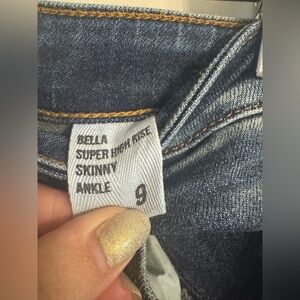 BELLA
SUPER HIGH RISE
SKINNY
ANKLE
9